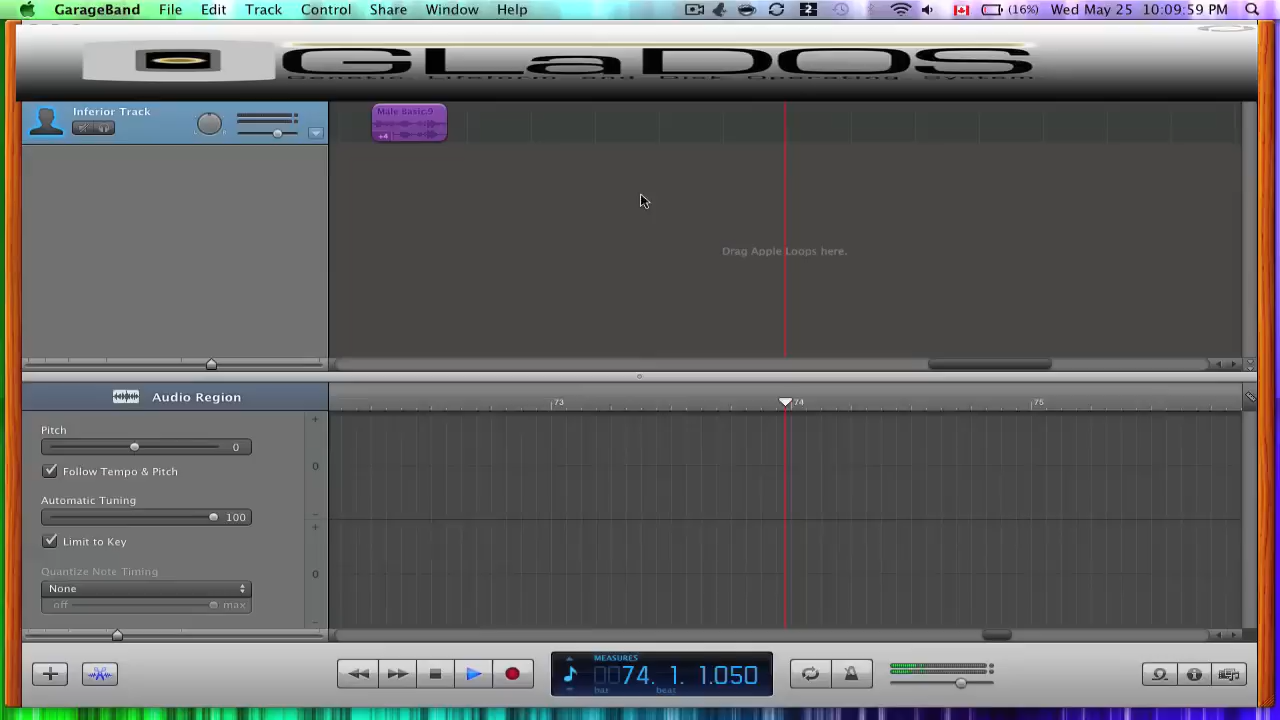 GarageBand File Edit Track Control Share Window Help (16%) Wed May 25 10:09:59 PM
GLaDOS
Genetic Lifeform and Disk Operating System
Inferior Track
Male Basic.9
+4
Drag Apple Loops here.
Audio Region
73 74 75
Pitch
0
Follow Tempo & Pitch
Automatic Tuning
100
Limit to Key
Quantize Note Timing
None
off max
+
0
-
+
0
-
MEASURES
74. 1. 1.050
bar beat